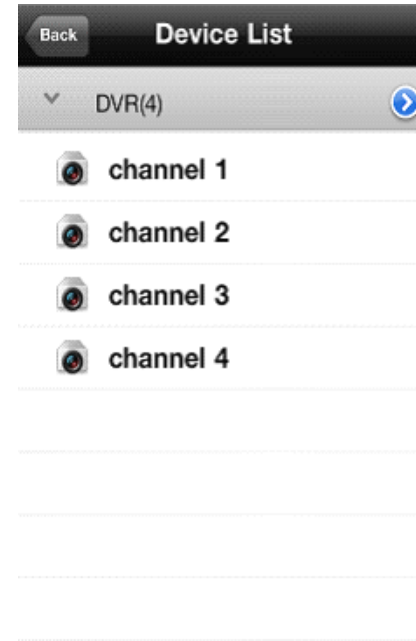 Back Device List
DVR(4)
channel 1
channel 2
channel 3
channel 4